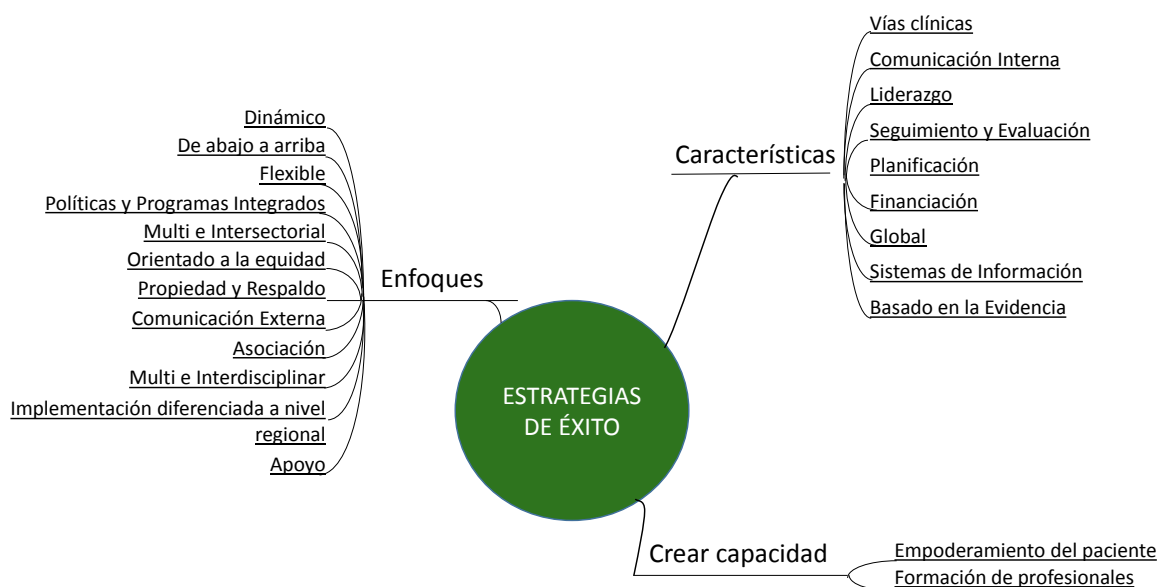 Dinámico
De abajo a arriba
Flexible
Políticas y Programas Integrados
Multi e Intersectorial
Orientado a la equidad
Propiedad y Respaldo
Comunicación Externa
Asociación
Multi e Interdisciplinar
Implementación diferenciada a nivel
regional
Apoyo
Enfoques
ESTRATEGIAS
DE ÉXITO
Características
Vías clínicas
Comunicación Interna
Liderazgo
Seguimiento y Evaluación
Planificación
Financiación
Global
Sistemas de Información
Basado en la Evidencia
Crear capacidad
Empoderamiento del paciente
Formación de profesionales